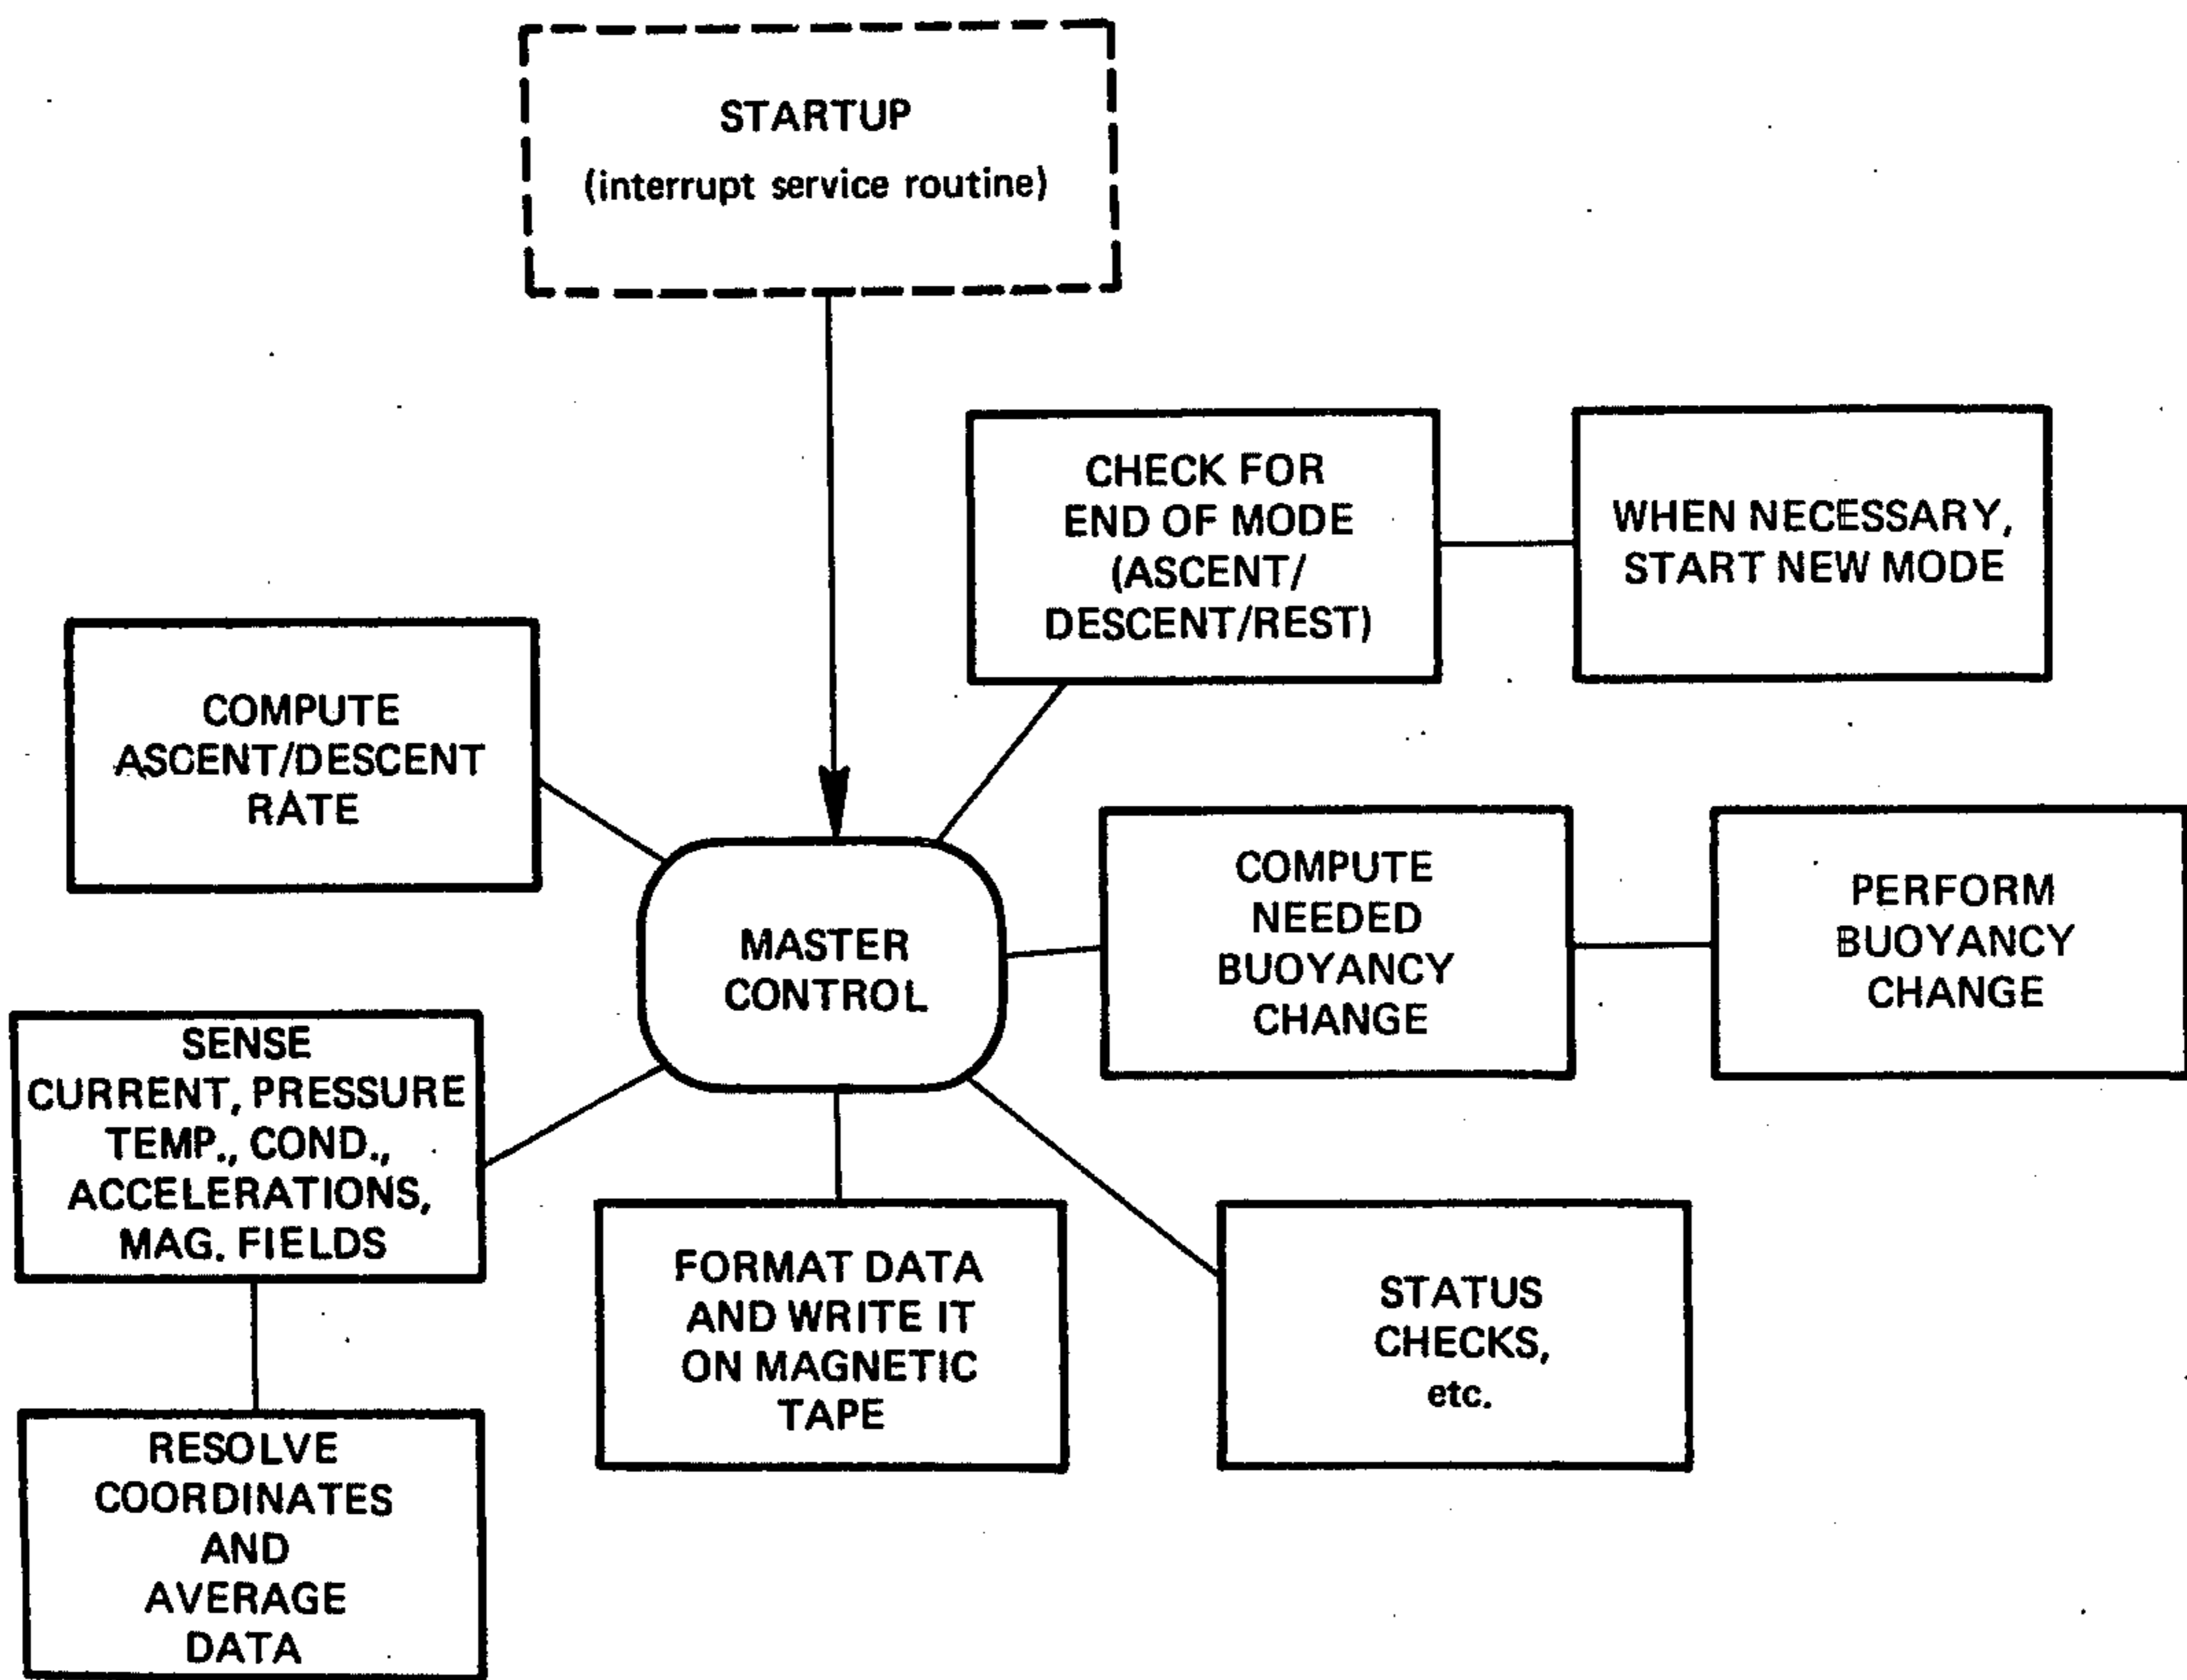 STARTUP
(interrupt service routine)
CHECK FOR
END OF MODE
(ASCENT/
DESCENT/REST)
WHEN NECESSARY,
START NEW MODE
COMPUTE
ASCENT/DESCENT
RATE
MASTER
CONTROL
COMPUTE
NEEDED
BUOYANCY
CHANGE
PERFORM
BUOYANCY
CHANGE
SENSE
CURRENT, PRESSURE
TEMP., COND.,
ACCELERATIONS,
MAG. FIELDS
FORMAT DATA
AND WRITE IT
ON MAGNETIC
TAPE
STATUS
CHECKS,
etc.
RESOLVE
COORDINATES
AND
AVERAGE
DATA